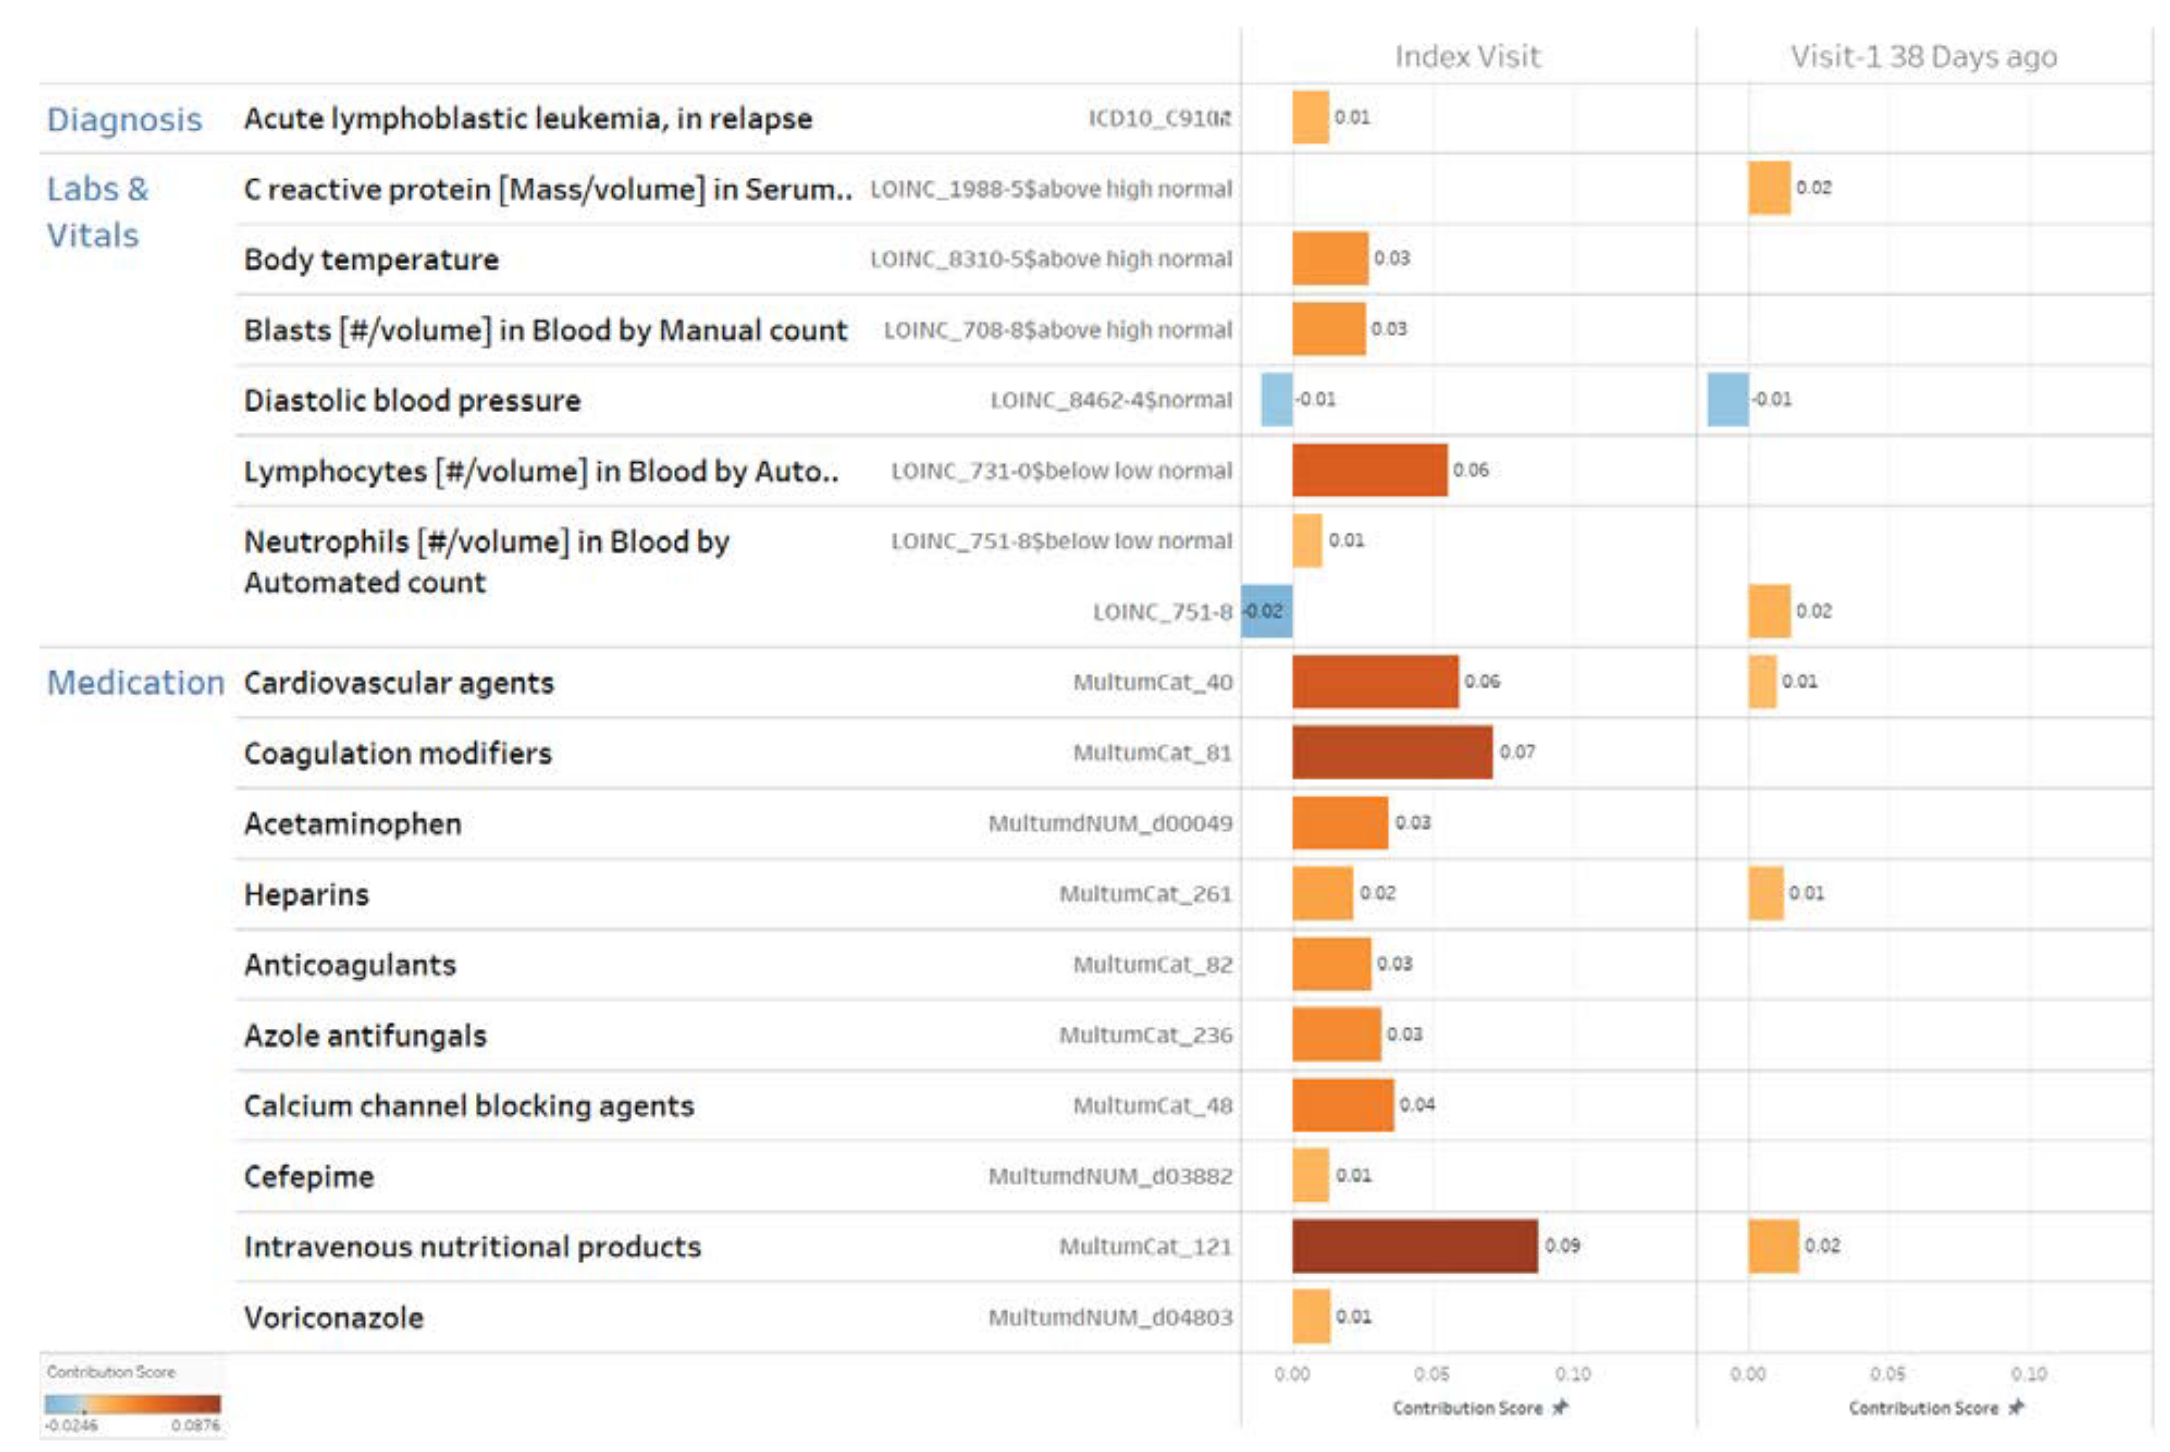 Index Visit Visit-1 38 Days ago
Diagnosis Acute lymphoblastic leukemia, in relapse 0.01
Labs & Vitals C reactive protein [Mass/volume] in Serum.. LOINC_1988-5$above high normal 0.02
Body temperature LOINC_8310-5$above high normal 0.03
Blasts [#/volume] in Blood by Manual count LOINC_708-8$above high normal 0.03
Diastolic blood pressure LOINC_8462-4$normal -0.01 -0.01
Lymphocytes [#/volume] in Blood by Auto.. LOINC_731-0$below low normal 0.06
Neutrophils [#/volume] in Blood by LOINC_751-8$below low normal 0.01
Automated count
LOINC_751-8 -0.02 0.02
Medication Cardiovascular agents MultumCat_40 0.06 0.01
Coagulation modifiers MultumCat_81 0.07
Acetaminophen MultumdNUM_d00049 0.03
Heparins MultumCat_261 0.02 0.01
Anticoagulants MultumCat_82 0.03
Azole antifungals MultumCat_236 0.03
Calcium channel blocking agents MultumCat_48 0.04
Cefepime MultumdNUM_d03882 0.01
Intravenous nutritional products MultumCat_121 0.09 0.02
Voriconazole MultumdNUM_d04803 0.01
Contribution Score 0.00 0.05 0.10 0.00 0.05 0.10
-0.0246 0.0876 Contribution Score Contribution Score